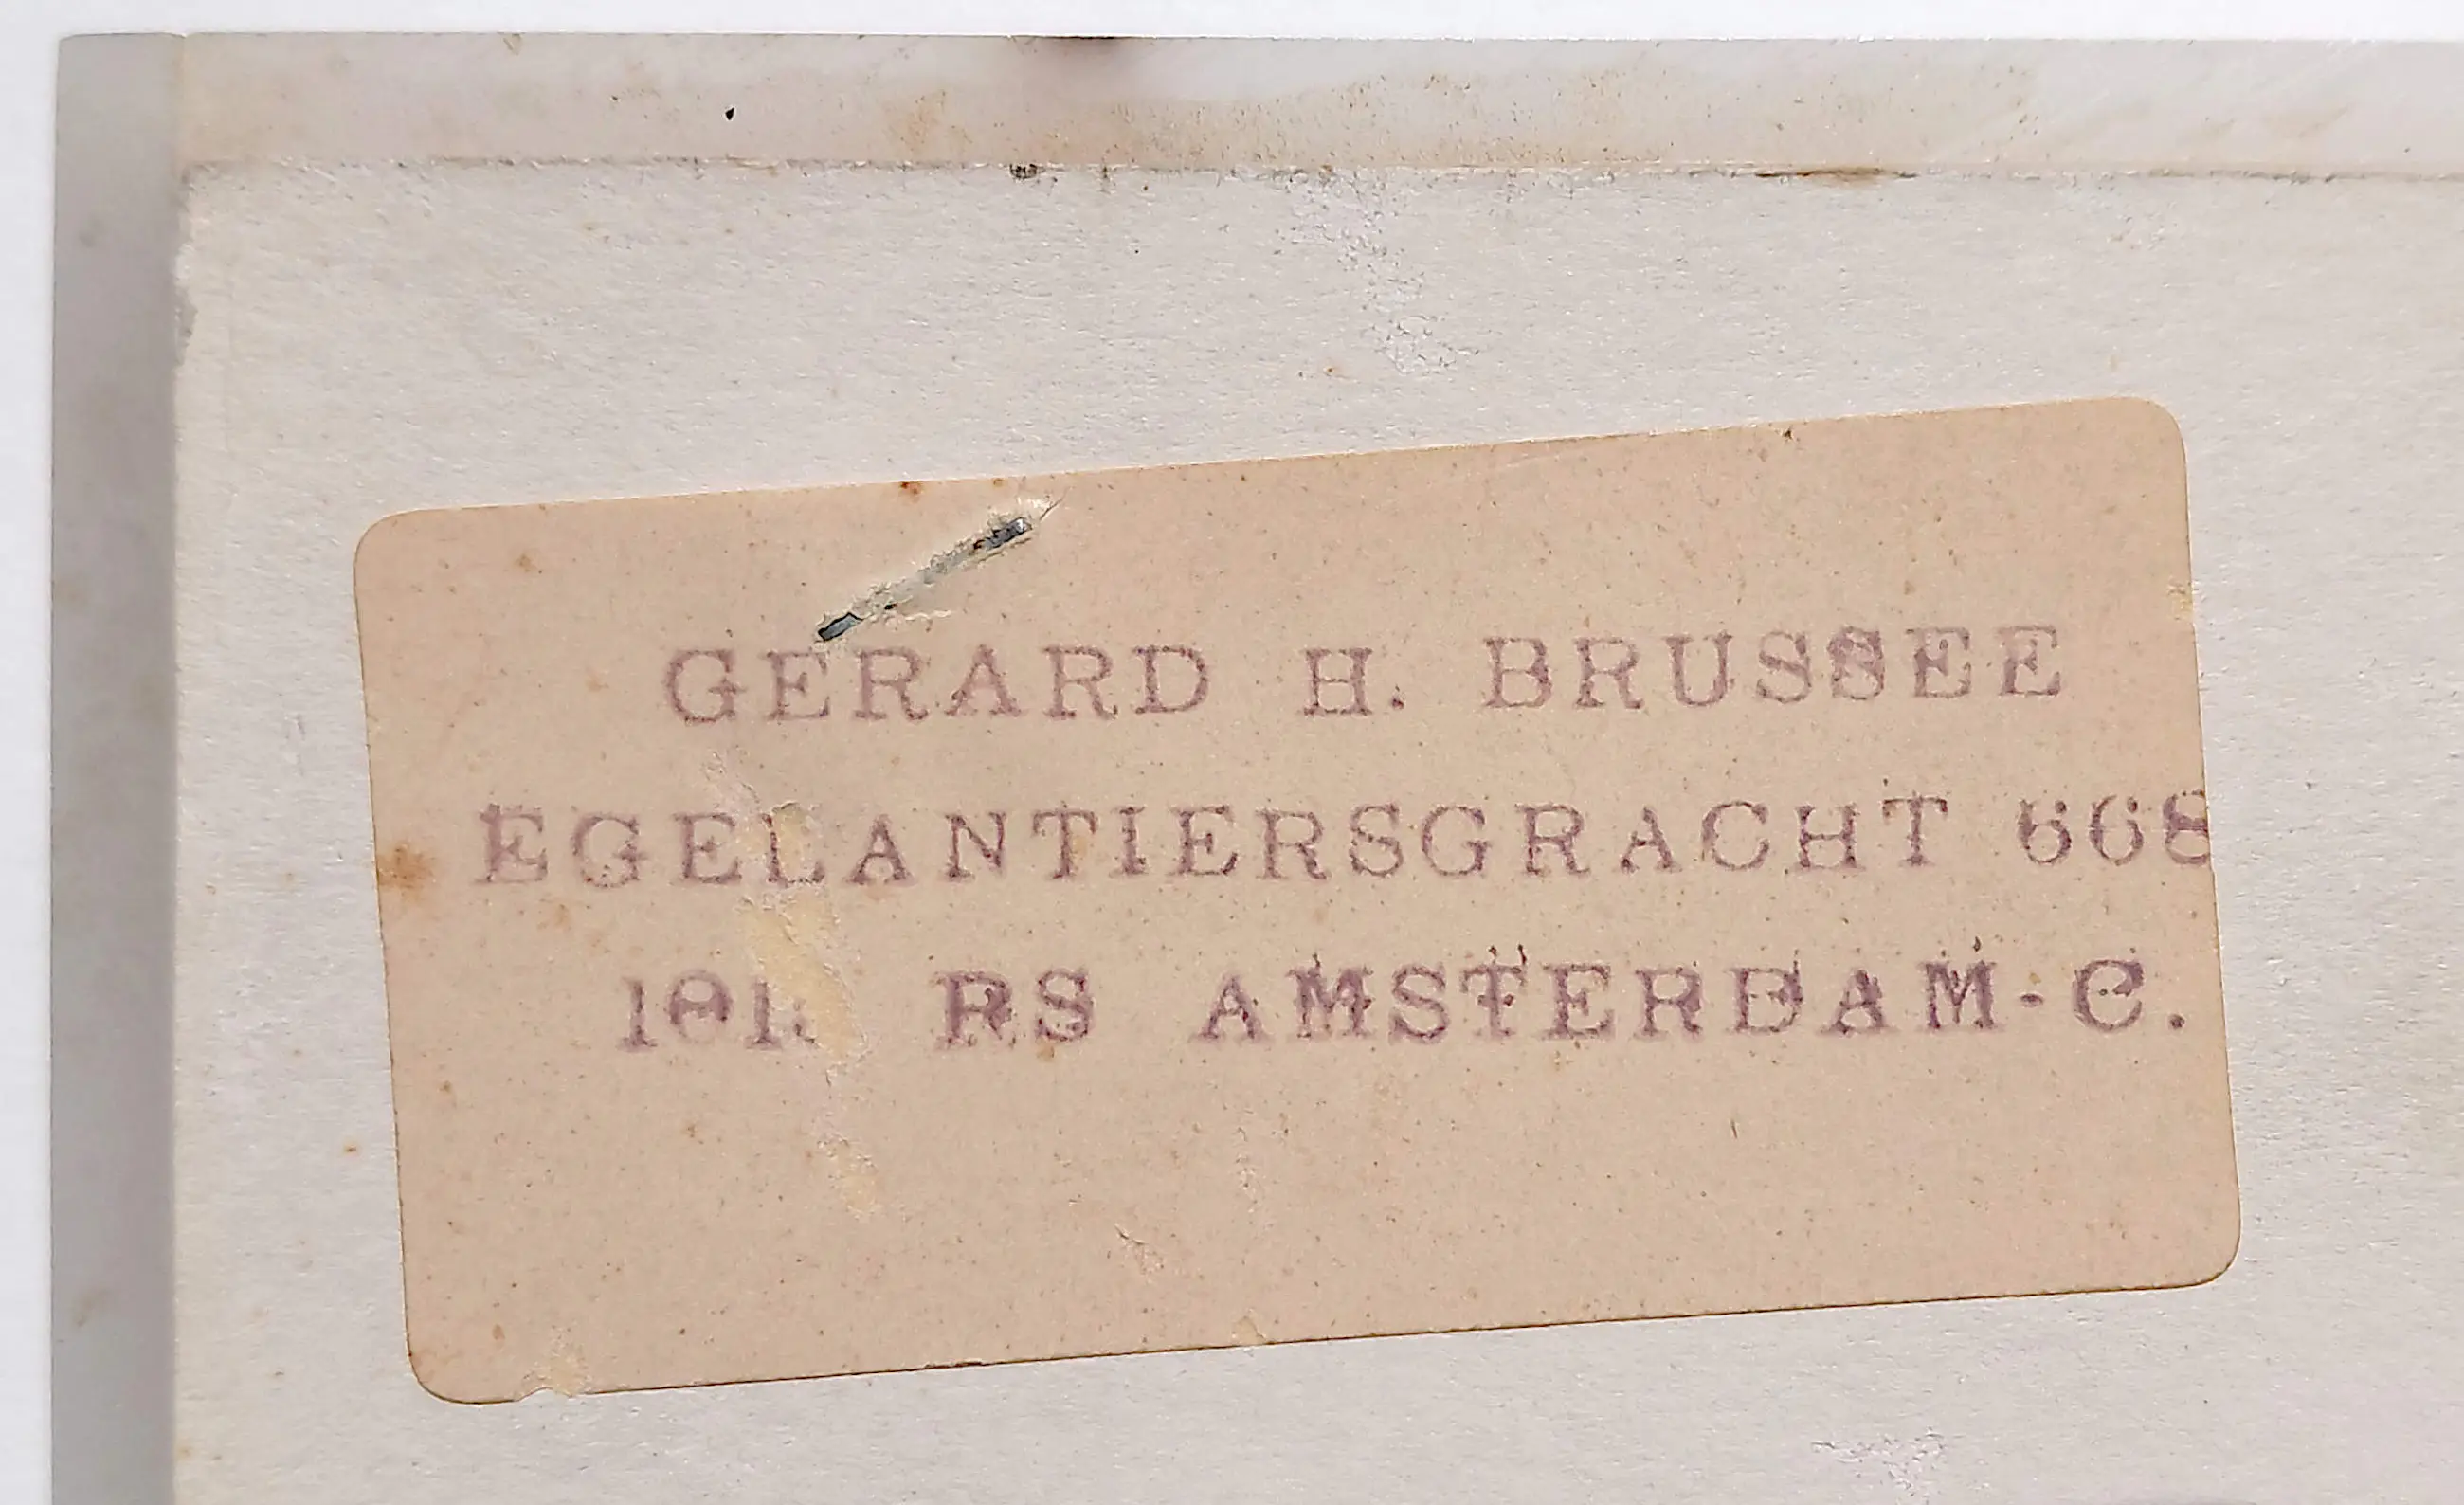 GERARD H. BRUSSEE
EGELANTIERSGRACHT
RS AMSTERDAM-C.